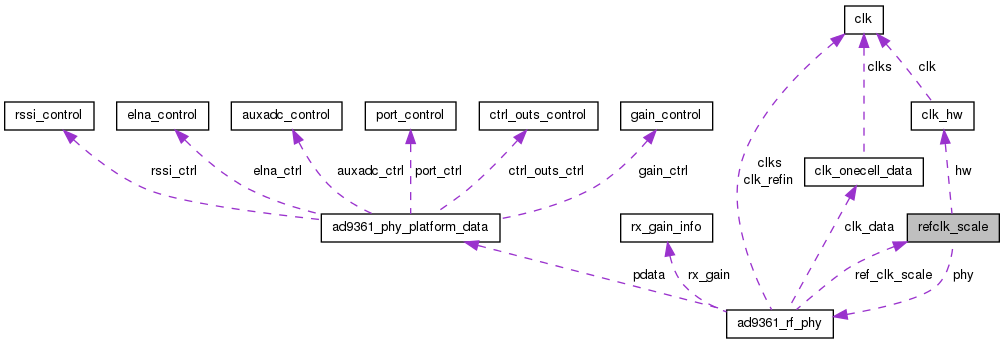 clk
clks
clk
rssi_control
elna_control
auxadc_control
port_control
ctrl_outs_control
gain_control
clk_hw
rssi_ctrl
elna_ctrl
auxadc_ctrl
port_ctrl
ctrl_outs_ctrl
gain_ctrl
clks
clk_refin
clk_onecell_data
hw
ad9361_phy_platform_data
rx_gain_info
clk_data
refclk_scale
pdata
rx_gain
ref_clk_scale
phy
ad9361_rf_phy